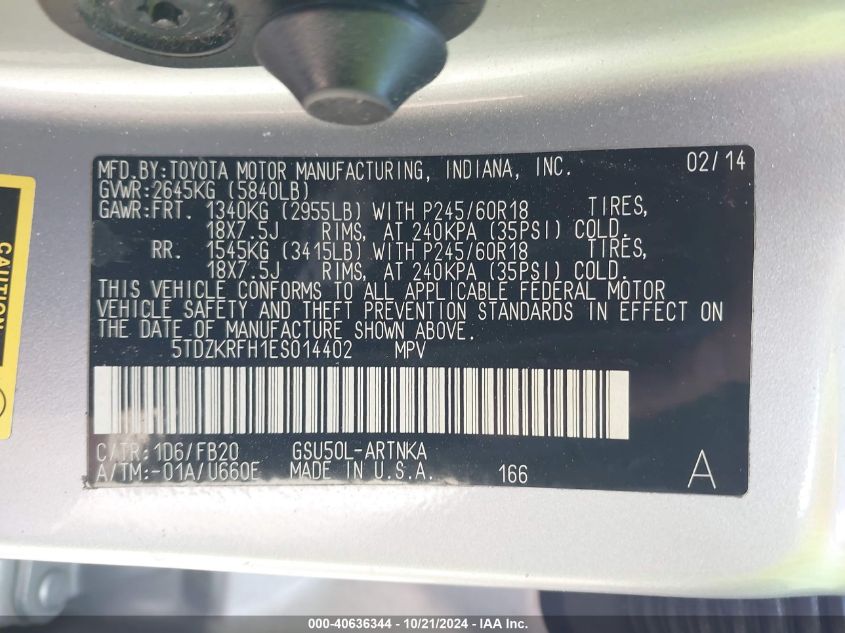 MFD.BY:TOYOTA MOTOR MANUFACTURING, INDIANA, INC. 02/14
GVWR:2645KG (5840LB)
GAWR:FRT. 1340KG (2955LB) WITH P245/60R18 TIRES,
18X7.5J RIMS, AT 240KPA (35PSI) COLD.
RR. 1545KG (3415LB) WITH P245/60R18 TIRES,
18X7.5J RIMS, AT 240KPA (35PSI) COLD.
THIS VEHICLE CONFORMS TO ALL APPLICABLE FEDERAL MOTOR
VEHICLE SAFETY AND THEFT PREVENTION STANDARDS IN EFFECT ON
THE DATE OF MANUFACTURE SHOWN ABOVE.
5TDZKRFH1ES014402 MPV
C/TR:1D6/FB20 GSU50L-ARTNKA
A/TM:-01A/U660E MADE IN U.S.A. 166 A
CAUTION
000-40636344 - 10/21/2024 - IAA Inc.